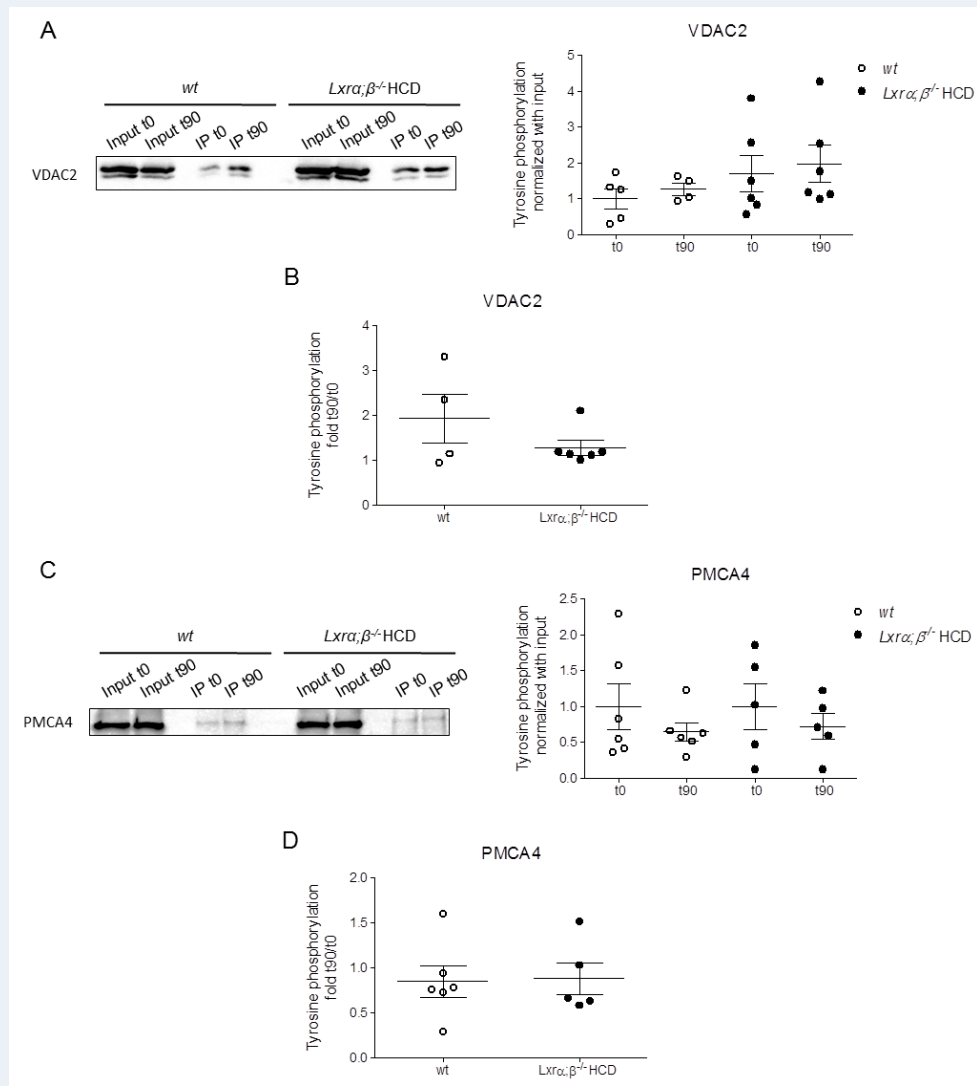 A
wt
Lxrα;β-/- HCD
Input t0
Input t90
IP t0
IP t90
Input t0
Input t90
IP t0
IP t90
VDAC2
VDAC2
Tyrosine phosphorylation
normalized with input
5
4
3
2
1
0
t0
t90
t0
t90
wt
Lxrα;β-/- HCD
B
VDAC2
Tyrosine phosphorylation
fold t90/t0
4
3
2
1
0
wt
Lxrα;β-/- HCD
C
wt
Lxrα;β-/- HCD
Input t0
Input t90
IP t0
IP t90
Input t0
Input t90
IP t0
IP t90
PMCA4
PMCA4
Tyrosine phosphorylation
normalized with input
2.5
2.0
1.5
1.0
0.5
0.0
t0
t90
t0
t90
wt
Lxrα;β-/- HCD
D
PMCA4
Tyrosine phosphorylation
fold t90/t0
2.0
1.5
1.0
0.5
0.0
wt
Lxrα;β-/- HCD